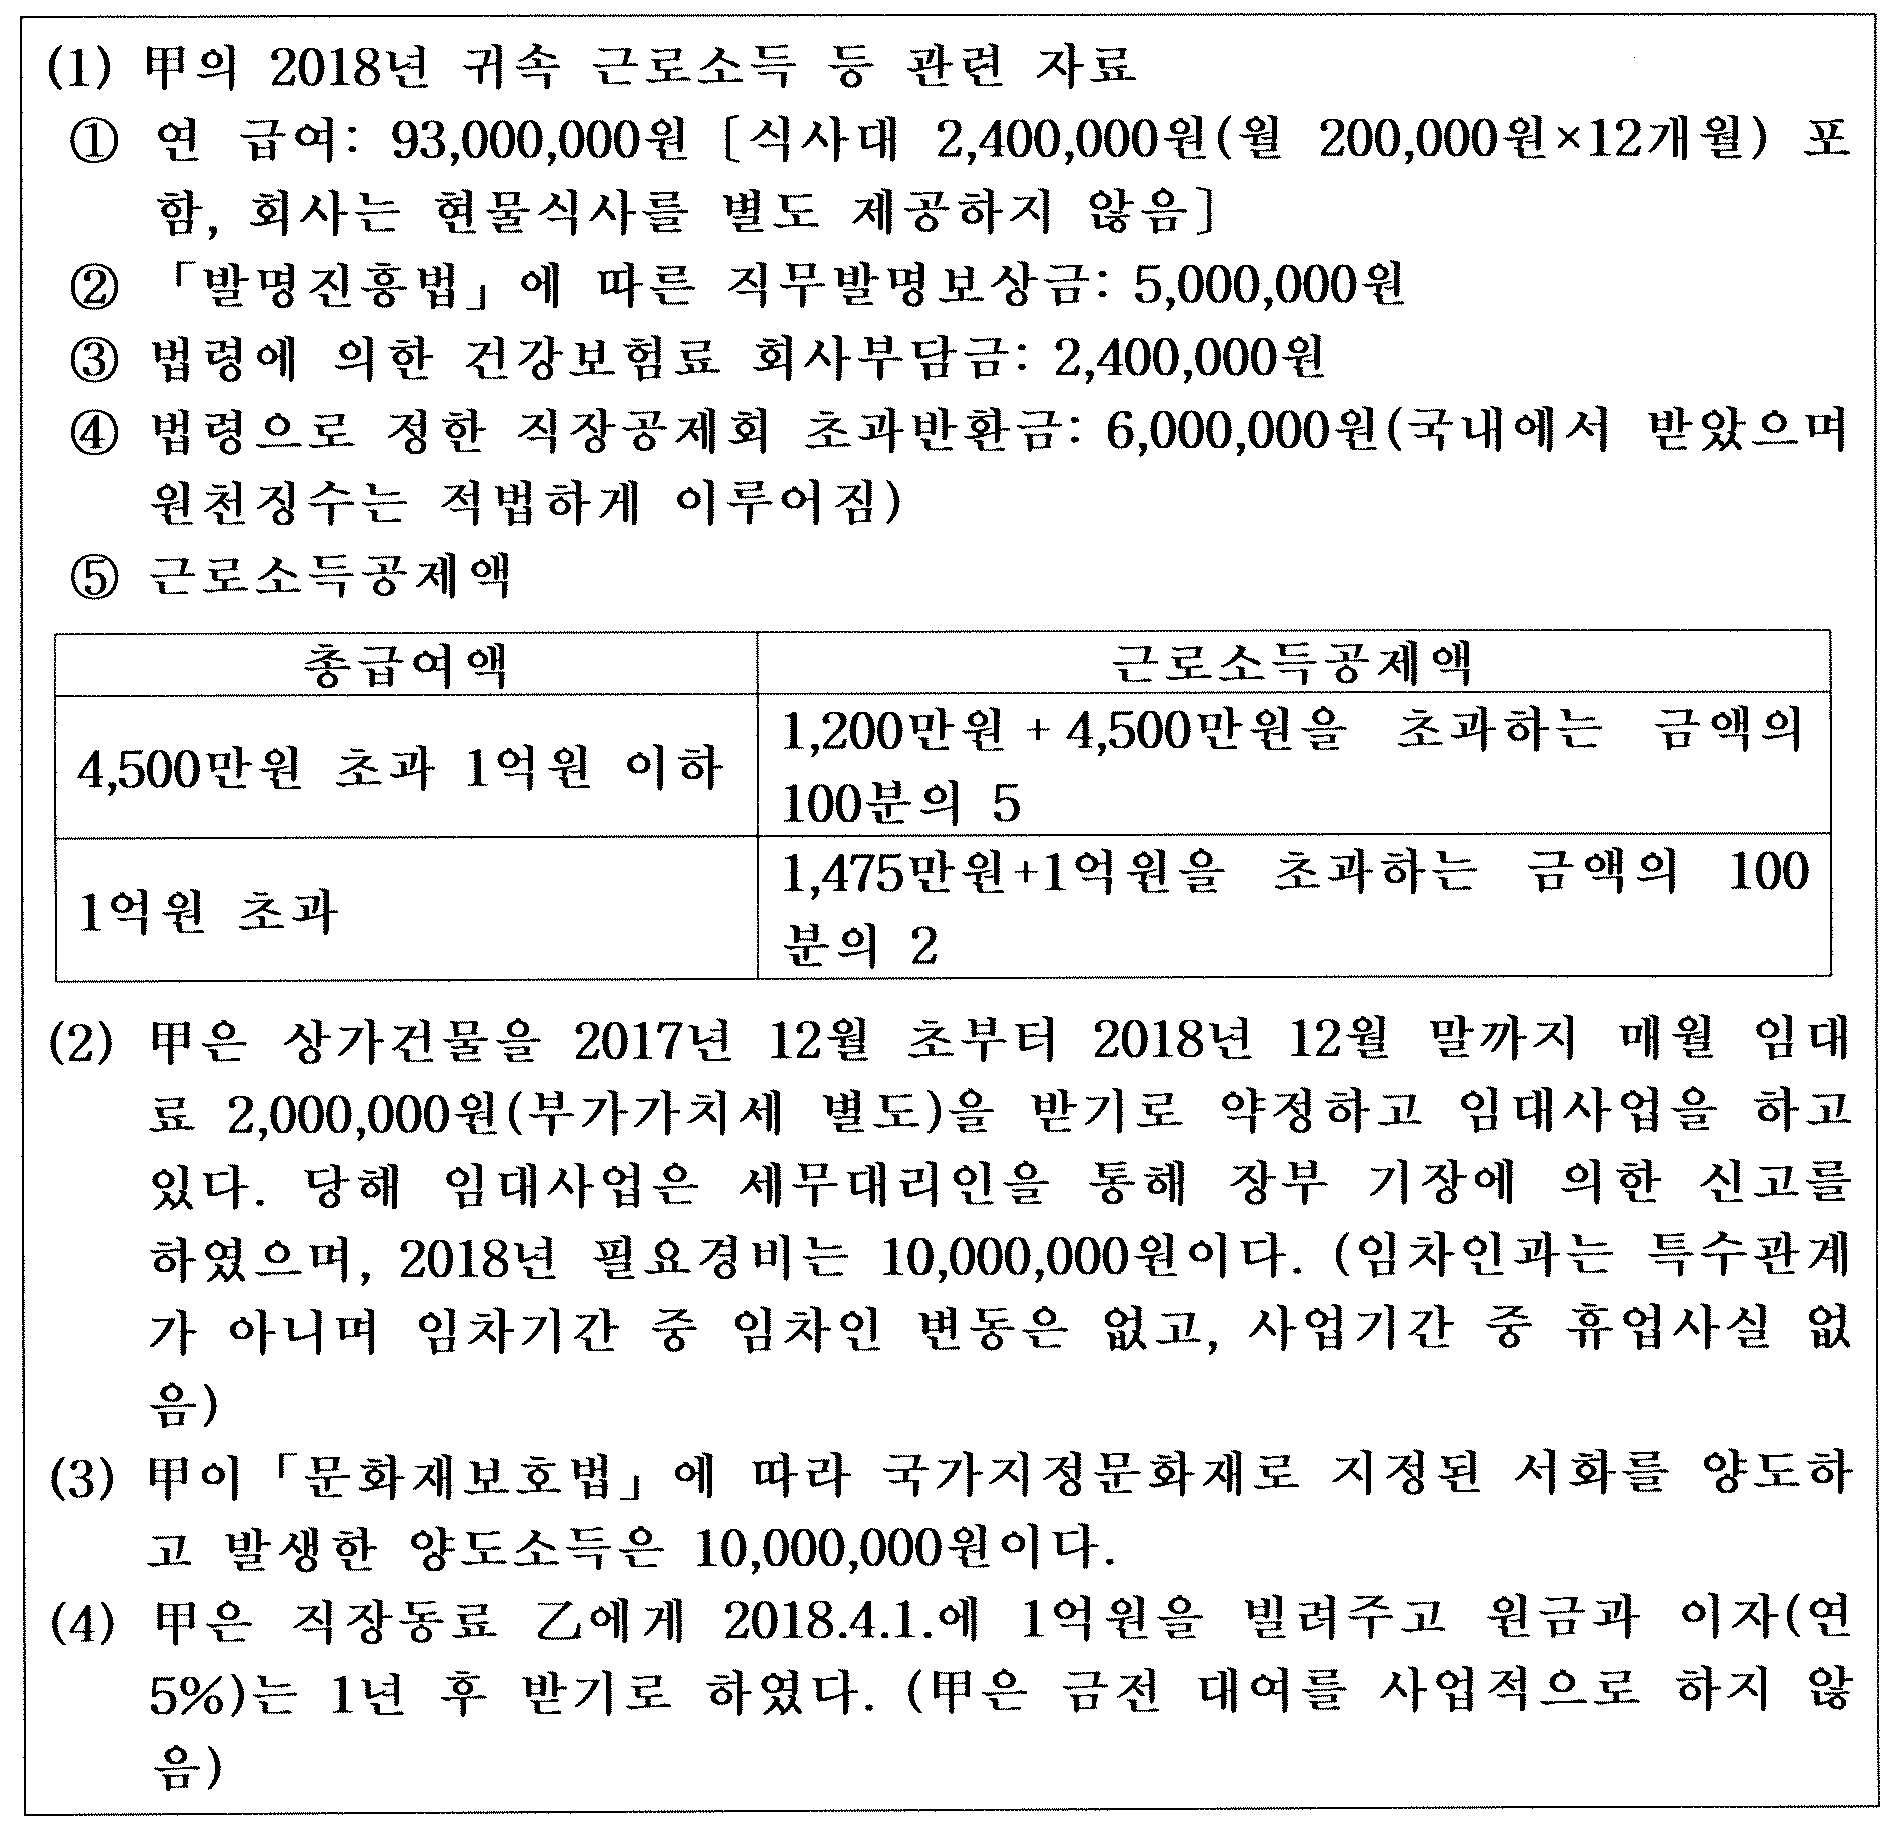 (1) 甲의 2018년 귀속 근로소득 등 관련 자료
① 연 급여: 93,000,000원 [식사대 2,400,000원(월 200,000원×12개월) 포
함, 회사는 현물식사를 별도 제공하지 않음]
② 「발명진흥법」에 따른 직무발명보상금: 5,000,000원
③ 법령에 의한 건강보험료 회사부담금: 2,400,000원
④ 법령으로 정한 직장공제회 초과반환금: 6,000,000원(국내에서 받았으며
원천징수는 적법하게 이루어짐)
⑤ 근로소득공제액
총급여액 근로소득공제액
4,500만원 초과 1억원 이하 1,200만원 + 4,500만원을 초과하는 금액의
100분의 5
1억원 초과 1,475만원+1억원을 초과하는 금액의 100
분의 2
(2) 甲은 상가건물을 2017년 12월 초부터 2018년 12월 말까지 매월 임대
료 2,000,000원(부가가치세 별도)을 받기로 약정하고 임대사업을 하고
있다. 당해 임대사업은 세무대리인을 통해 장부 기장에 의한 신고를
하였으며, 2018년 필요경비는 10,000,000원이다. (임차인과는 특수관계
가 아니며 임차기간 중 임차인 변동은 없고, 사업기간 중 휴업사실 없
음)
(3) 甲이 「문화재보호법」에 따라 국가지정문화재로 지정된 서화를 양도하
고 발생한 양도소득은 10,000,000원이다.
(4) 甲은 직장동료 乙에게 2018.4.1.에 1억원을 빌려주고 원금과 이자(연
5%)는 1년 후 받기로 하였다. (甲은 금전 대여를 사업적으로 하지 않
음)